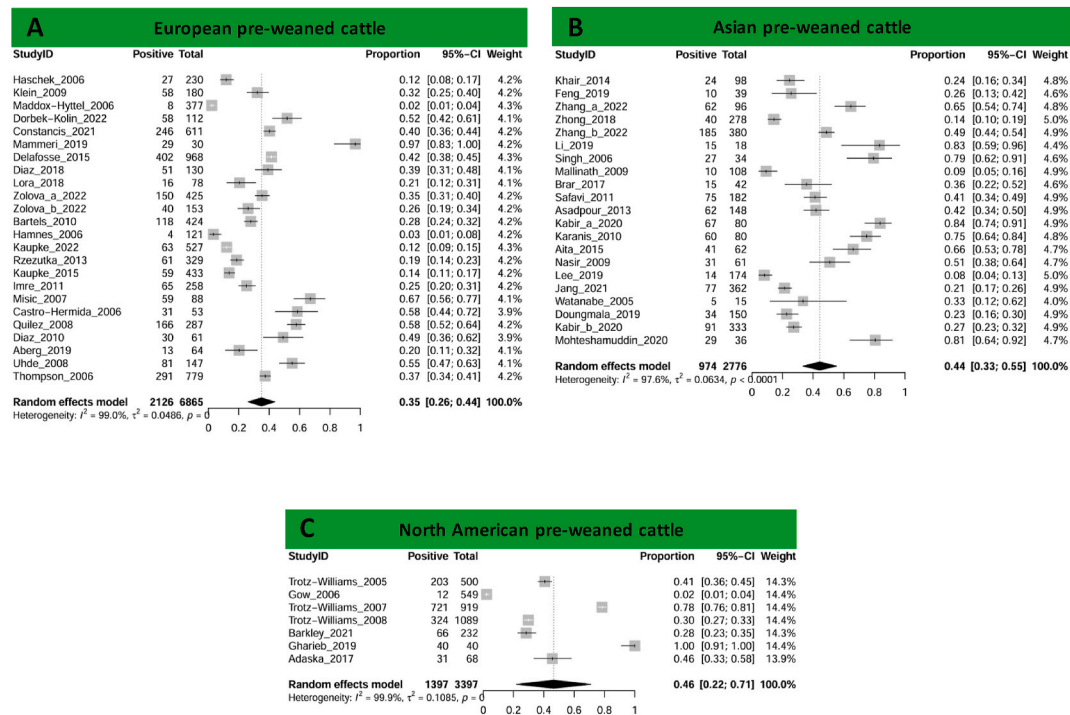 A European pre-weaned cattle
StudyID Positive Total Proportion 95%-CI Weight
Haschek_2006 27 230 0.12 [0.08; 0.17] 4.2%
Klein_2009 58 180 0.32 [0.25; 0.40] 4.2%
Maddox-Hyttel_2006 8 377 0.02 [0.01; 0.04] 4.2%
Dorbek-Kolin_2022 58 112 0.52 [0.42; 0.61] 4.1%
Constancis_2021 246 611 0.40 [0.36; 0.44] 4.2%
Mammeri_2019 29 30 0.97 [0.83; 1.00] 4.2%
Delafosse_2015 402 968 0.42 [0.38; 0.45] 4.2%
Diaz_2018 51 130 0.39 [0.31; 0.48] 4.2%
Lora_2018 16 78 0.21 [0.12; 0.31] 4.1%
Zolova_a_2022 150 425 0.35 [0.31; 0.40] 4.2%
Zolova_b_2022 40 153 0.26 [0.19; 0.34] 4.2%
Bartels_2010 118 424 0.28 [0.24; 0.32] 4.2%
Hamnes_2006 4 121 0.03 [0.01; 0.08] 4.2%
Kaupke_2022 63 527 0.12 [0.09; 0.15] 4.2%
Rzezutka_2013 61 329 0.19 [0.14; 0.23] 4.2%
Kaupke_2015 59 433 0.14 [0.11; 0.17] 4.2%
Imre_2011 65 258 0.25 [0.20; 0.31] 4.2%
Misic_2007 59 88 0.67 [0.56; 0.77] 4.1%
Castro-Hermida_2006 31 53 0.58 [0.44; 0.72] 3.9%
Quilez_2008 166 287 0.58 [0.52; 0.64] 4.2%
Diaz_2010 30 61 0.49 [0.36; 0.62] 4.0%
Aberg_2019 13 64 0.20 [0.11; 0.32] 4.1%
Uhde_2008 81 147 0.55 [0.47; 0.63] 4.1%
Thompson_2006 291 779 0.37 [0.34; 0.41] 4.2%
Random effects model 2126 6865 0.35 [0.26; 0.44] 100.0%
Heterogeneity: I² = 99.0%, τ² = 0.0486, p = 0
0 0.2 0.4 0.6 0.8 1
B Asian pre-weaned cattle
StudyID Positive Total Proportion 95%-CI Weight
Khair_2014 24 98 0.24 [0.16; 0.34] 4.8%
Feng_2019 10 39 0.26 [0.13; 0.42] 4.7%
Zhang_a_2022 62 96 0.65 [0.54; 0.74] 4.8%
Zhong_2018 40 278 0.14 [0.10; 0.19] 5.0%
Zhang_b_2022 185 380 0.49 [0.44; 0.54] 4.9%
Li_2019 15 18 0.83 [0.59; 0.96] 4.4%
Singh_2006 27 34 0.79 [0.62; 0.91] 4.6%
Mallinath_2009 10 108 0.09 [0.05; 0.16] 4.9%
Brar_2017 15 42 0.36 [0.22; 0.52] 4.6%
Safavi_2011 75 182 0.41 [0.34; 0.49] 4.9%
Asadpour_2013 62 148 0.42 [0.34; 0.50] 4.9%
Kabir_a_2020 67 80 0.84 [0.74; 0.91] 4.9%
Karanis_2010 60 80 0.75 [0.64; 0.84] 4.8%
Aita_2015 41 62 0.66 [0.53; 0.78] 4.7%
Nasir_2009 31 61 0.51 [0.38; 0.64] 4.7%
Lee_2019 14 174 0.08 [0.04; 0.13] 5.0%
Jang_2021 77 362 0.21 [0.17; 0.26] 4.9%
Watanabe_2005 5 15 0.33 [0.12; 0.62] 4.0%
Doungmala_2019 34 150 0.23 [0.16; 0.30] 4.9%
Kabir_b_2020 91 333 0.27 [0.23; 0.32] 4.9%
Mohteshamuddin_2020 29 36 0.81 [0.64; 0.92] 4.7%
Random effects model 974 2776 0.44 [0.33; 0.55] 100.0%
Heterogeneity: I² = 97.6%, τ² = 0.0634, p < 0.0001
0 0.2 0.4 0.6 0.8 1
C North American pre-weaned cattle
StudyID Positive Total Proportion 95%-CI Weight
Trotz-Williams_2005 203 500 0.41 [0.36; 0.45] 14.3%
Gow_2006 12 549 0.02 [0.01; 0.04] 14.4%
Trotz-Williams_2007 721 919 0.78 [0.76; 0.81] 14.4%
Trotz-Williams_2008 324 1089 0.30 [0.27; 0.33] 14.4%
Barkley_2021 66 232 0.28 [0.23; 0.35] 14.3%
Gharieb_2019 40 40 1.00 [0.91; 1.00] 14.4%
Adaska_2017 31 68 0.46 [0.33; 0.58] 13.9%
Random effects model 1397 3397 0.46 [0.22; 0.71] 100.0%
Heterogeneity: I² = 99.9%, τ² = 0.1085, p = 0
0 0.2 0.4 0.6 0.8 1